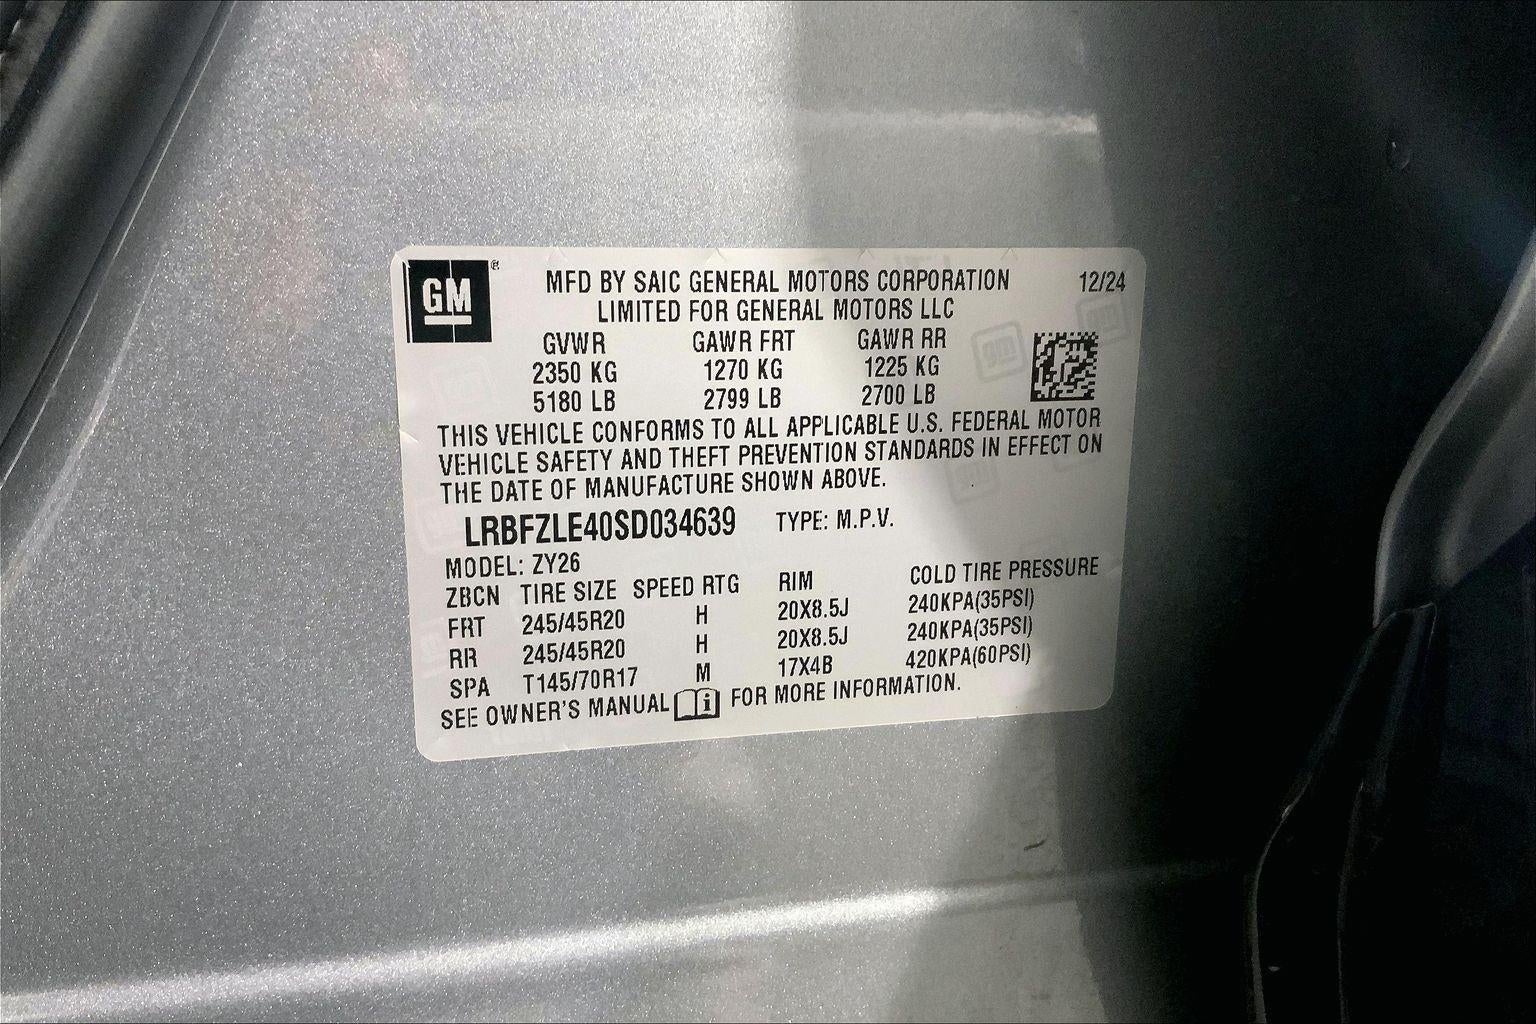 GM ® MFD BY SAIC GENERAL MOTORS CORPORATION 12/24
LIMITED FOR GENERAL MOTORS LLC
GVWR GAWR FRT GAWR RR
2350 KG 1270 KG 1225 KG
5180 LB 2799 LB 2700 LB
THIS VEHICLE CONFORMS TO ALL APPLICABLE U.S. FEDERAL MOTOR
VEHICLE SAFETY AND THEFT PREVENTION STANDARDS IN EFFECT ON
THE DATE OF MANUFACTURE SHOWN ABOVE.
LRBFZLE40SD034639 TYPE: M.P.V.
MODEL: ZY26
ZBCN TIRE SIZE SPEED RTG RIM COLD TIRE PRESSURE
FRT 245/45R20 H 20X8.5J 240KPA(35PSI)
RR 245/45R20 H 20X8.5J 240KPA(35PSI)
SPA T145/70R17 M 17X4B 420KPA(60PSI)
SEE OWNER'S MANUAL i FOR MORE INFORMATION.